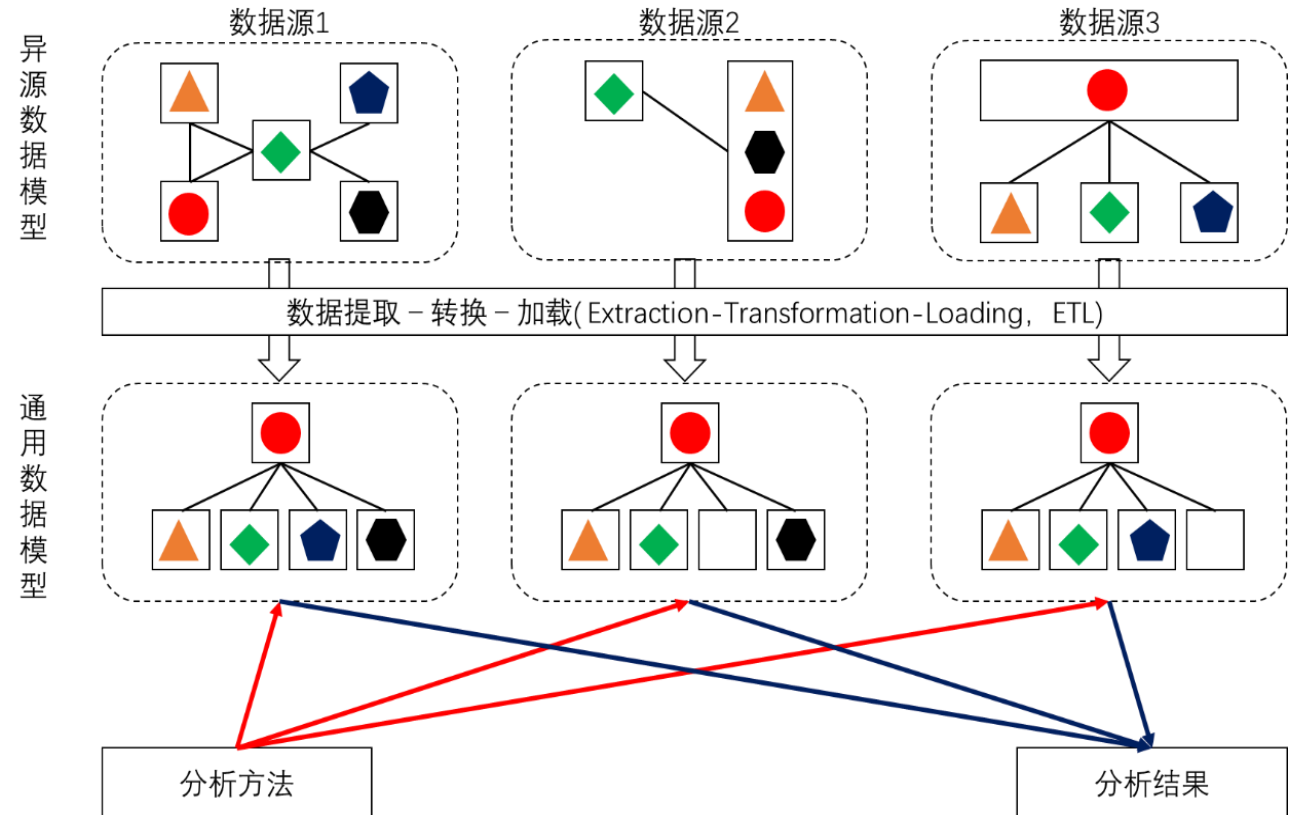 数据源1
数据源2
数据源3
异源数据模型
数据提取–转换–加载(Extraction-Transformation-Loading，ETL)
通用数据模型
分析方法
分析结果